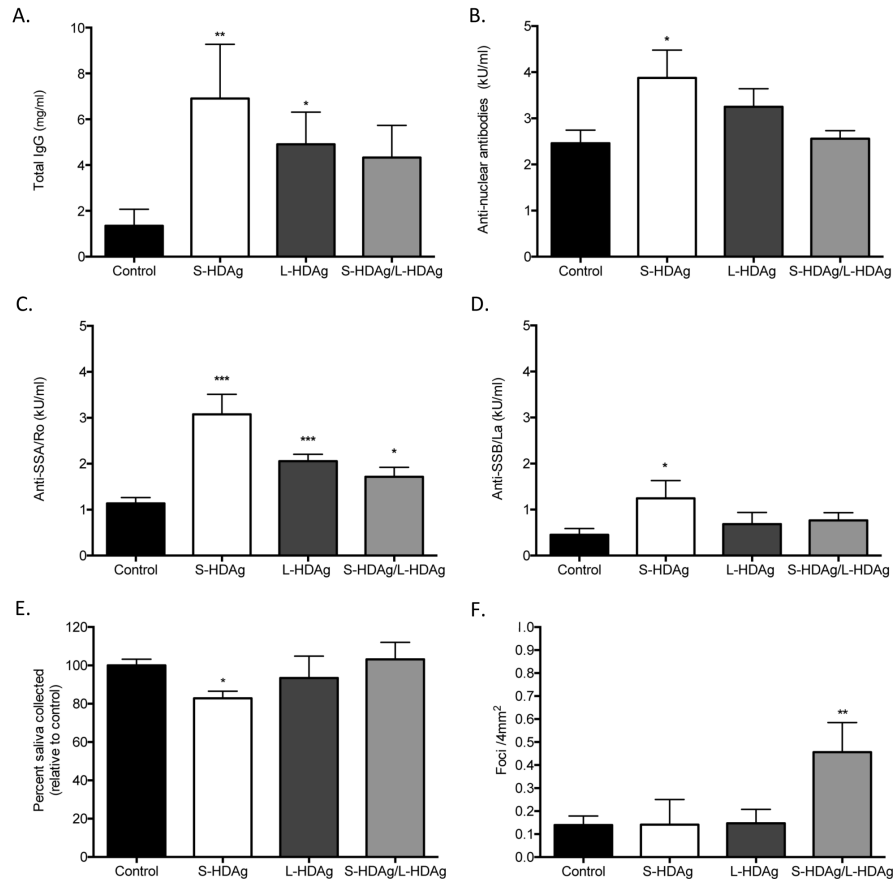 A.
Total IgG (mg/ml)
10
8
6
4
2
0
**
*
Control
S-HDAg
L-HDAg
S-HDAg/L-HDAg
B.
Anti-nuclear antibodies (kU/ml)
5
4
3
2
1
0
*
Control
S-HDAg
L-HDAg
S-HDAg/L-HDAg
C.
Anti-SSA/Ro (kU/ml)
5
4
3
2
1
0
***
***
*
Control
S-HDAg
L-HDAg
S-HDAg/L-HDAg
D.
Anti-SSB/La (kU/ml)
5
4
3
2
1
0
*
Control
S-HDAg
L-HDAg
S-HDAg/L-HDAg
E.
Percent saliva collected
(relative to control)
120
100
80
60
40
20
0
*
Control
S-HDAg
L-HDAg
S-HDAg/L-HDAg
F.
Foci /4mm²
1.0
0.9
0.8
0.7
0.6
0.5
0.4
0.3
0.2
0.1
0.0
**
Control
S-HDAg
L-HDAg
S-HDAg/L-HDAg